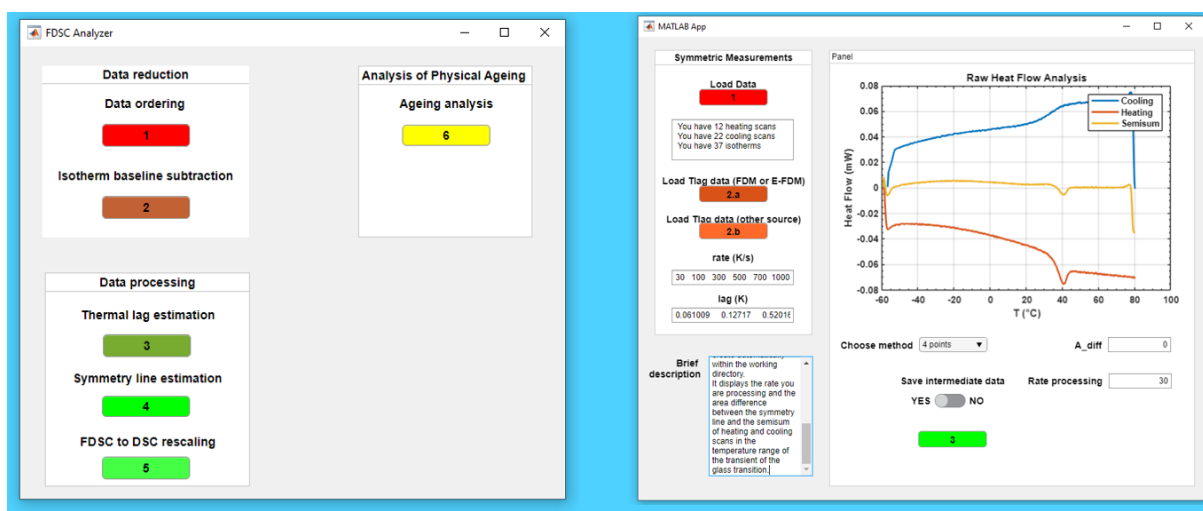 FDSC Analyzer
Data reduction
Data ordering
1
Isotherm baseline subtraction
2
Data processing
Thermal lag estimation
3
Symmetry line estimation
4
FDSC to DSC rescaling
5
Analysis of Physical Ageing
Ageing analysis
6
MATLAB App
Symmetric Measurements
Load Data
1
You have 12 heating scans
You have 22 cooling scans
You have 37 isotherms
Load Tlag data (FDM or E-FDM)
2.a
Load Tlag data (other source)
2.b
rate (K/s)
30 100 300 500 700 1000
lag (K)
0.061009 0.12717 0.52016
Brief
description
within the working
directory.
It displays the rate you
are processing and the
area difference
between the symmetry
line and the semisum
of heating and cooling
scans in the
temperature range of
the transient of the
glass transition.
Panel
Raw Heat Flow Analysis
Cooling
Heating
Semisum
Heat Flow (mW)
0.08
0.06
0.04
0.02
0
-0.02
-0.04
-0.06
-0.08
-60 -40 -20 0 20 40 60 80 100
T (°C)
Choose method 4 points
A_diff 0
Save intermediate data
YES NO
Rate processing 30
3